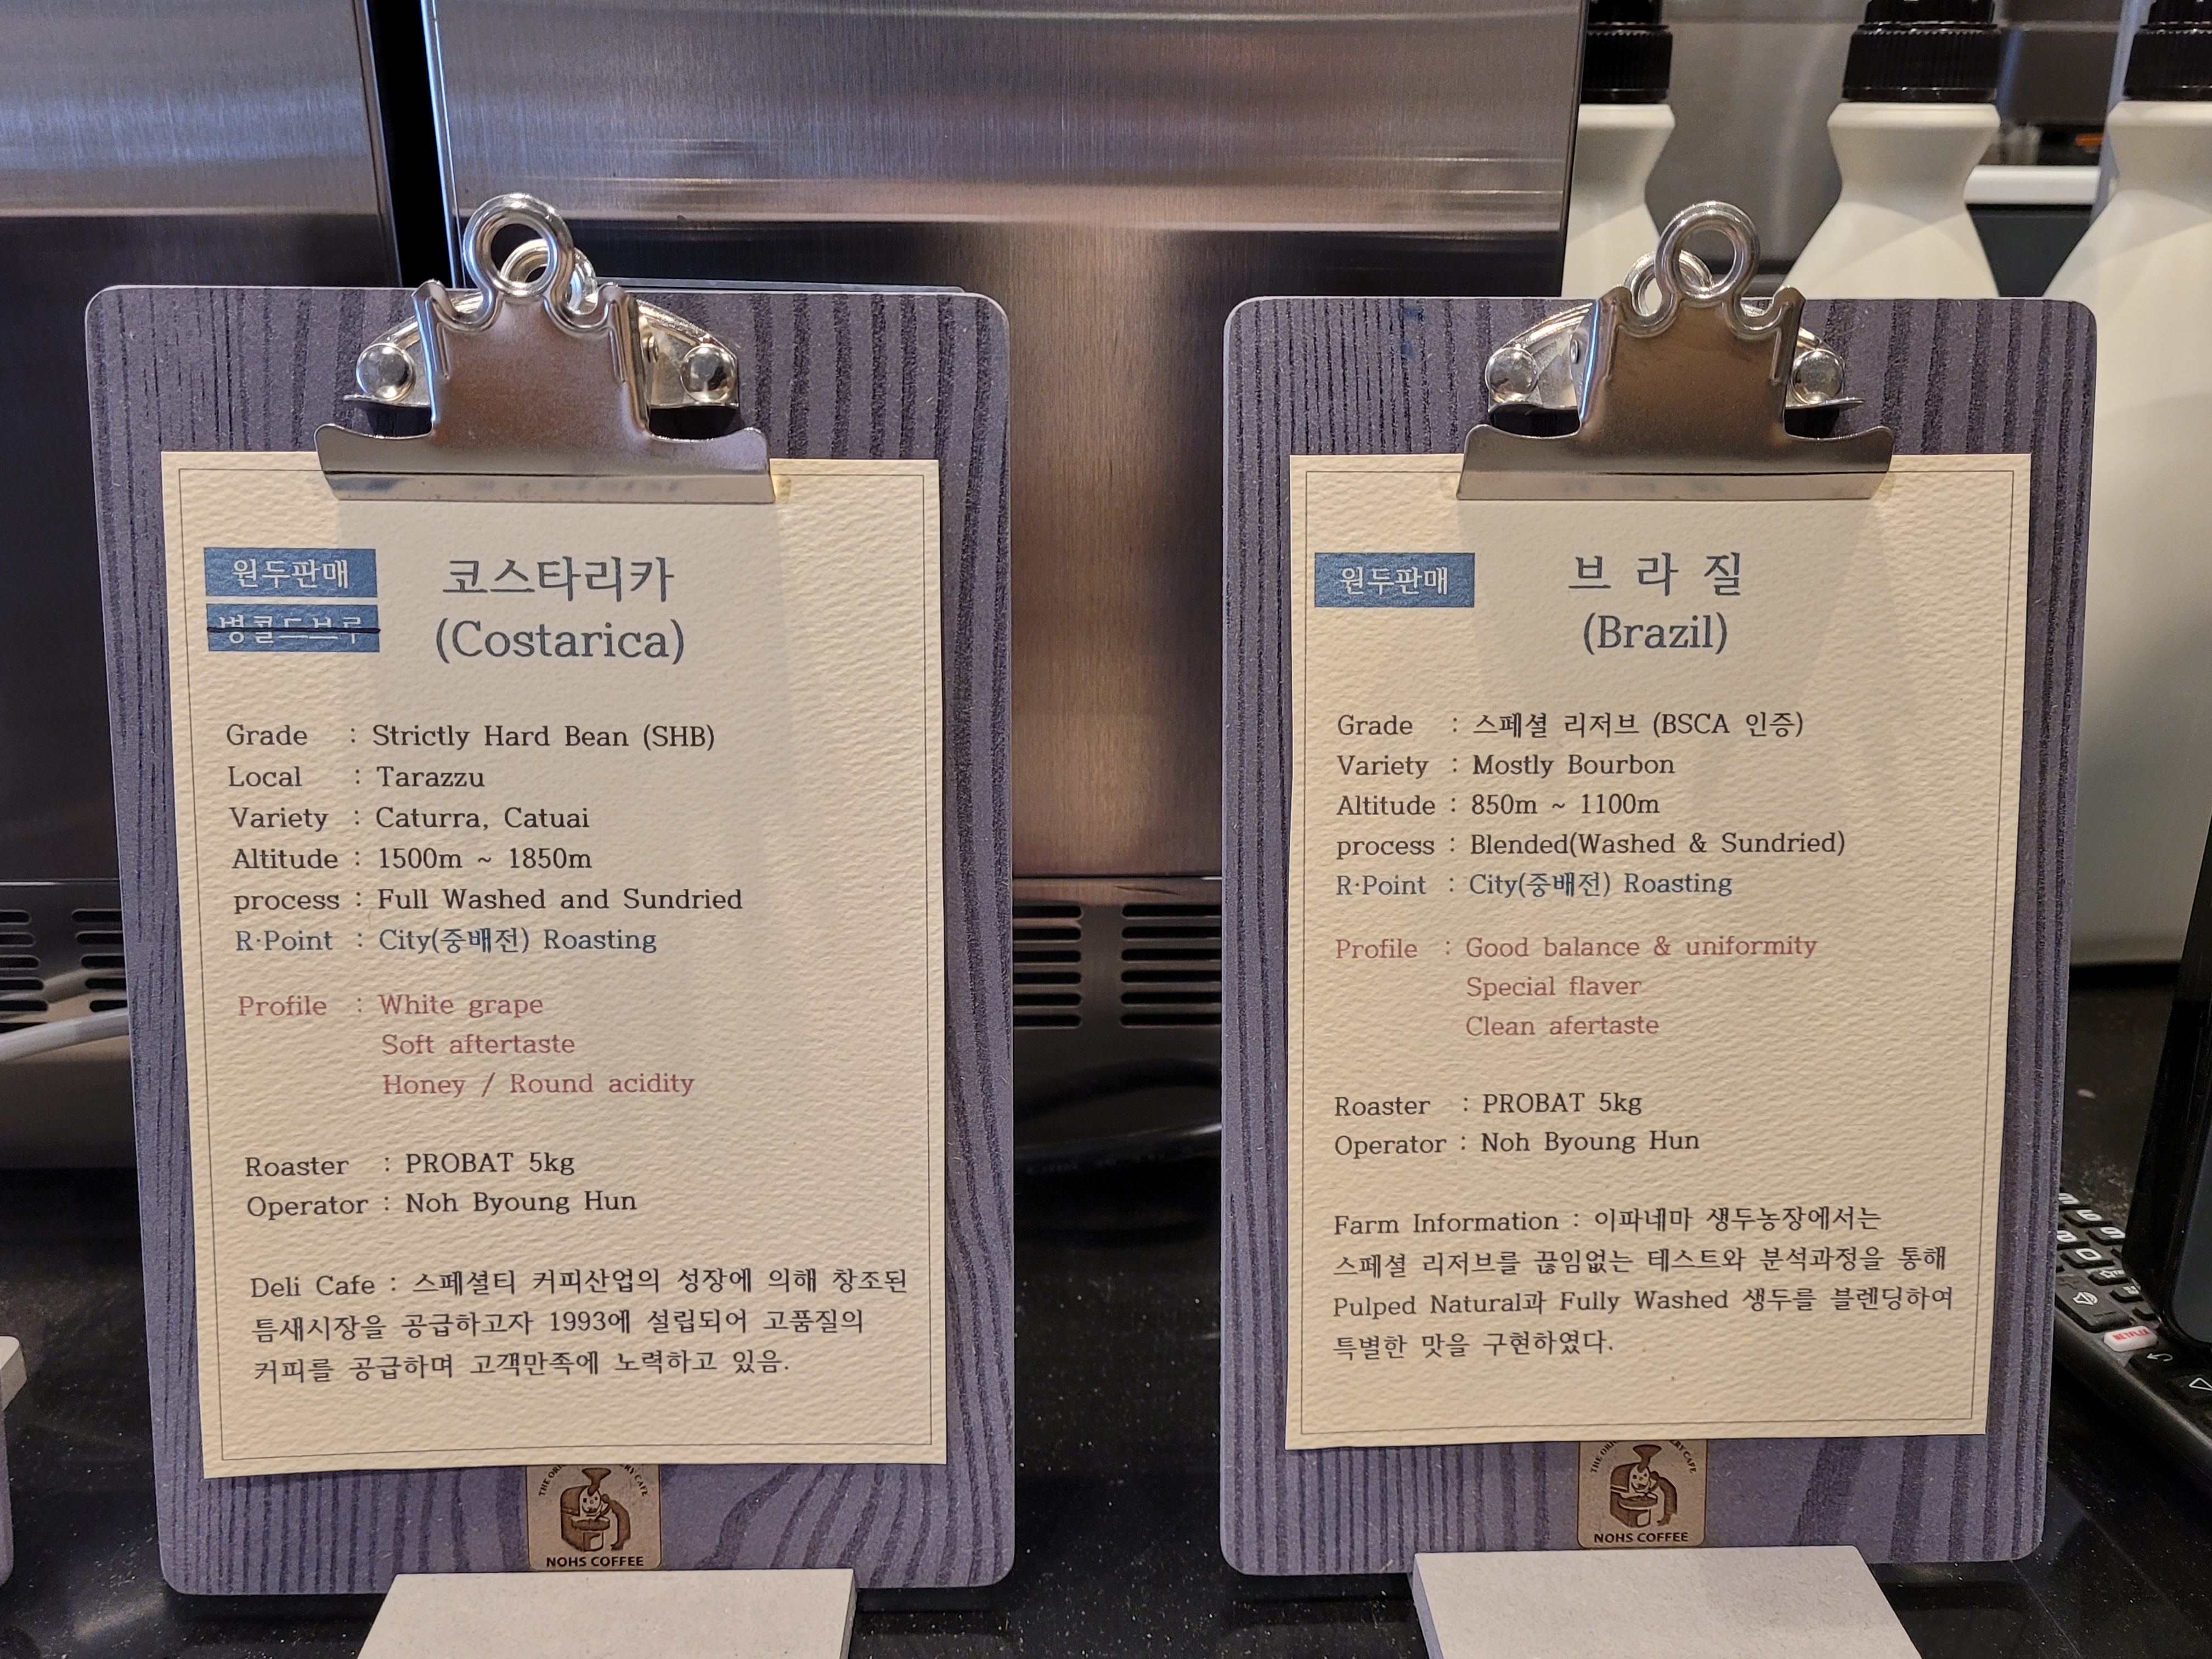 원두판매
병콜드브루
코스타리카
(Costarica)
Grade : Strictly Hard Bean (SHB)
Local : Tarazzu
Variety : Caturra, Catuai
Altitude : 1500m ~ 1850m
process : Full Washed and Sundried
R·Point : City(중배전) Roasting
Profile : White grape
Soft aftertaste
Honey / Round acidity
Roaster : PROBAT 5kg
Operator : Noh Byoung Hun
Deli Cafe : 스페셜티 커피산업의 성장에 의해 창조된
틈새시장을 공급하고자 1993에 설립되어 고품질의
커피를 공급하며 고객만족에 노력하고 있음.
NOHS COFFEE
원두판매
브 라 질
(Brazil)
Grade : 스페셜 리저브 (BSCA 인증)
Variety : Mostly Bourbon
Altitude : 850m ~ 1100m
process : Blended(Washed & Sundried)
R·Point : City(중배전) Roasting
Profile : Good balance & uniformity
Special flaver
Clean afertaste
Roaster : PROBAT 5kg
Operator : Noh Byoung Hun
Farm Information : 이파네마 생두농장에서는
스페셜 리저브를 끊임없는 테스트와 분석과정을 통해
Pulped Natural과 Fully Washed 생두를 블렌딩하여
특별한 맛을 구현하였다.
NOHS COFFEE
NETFLIX